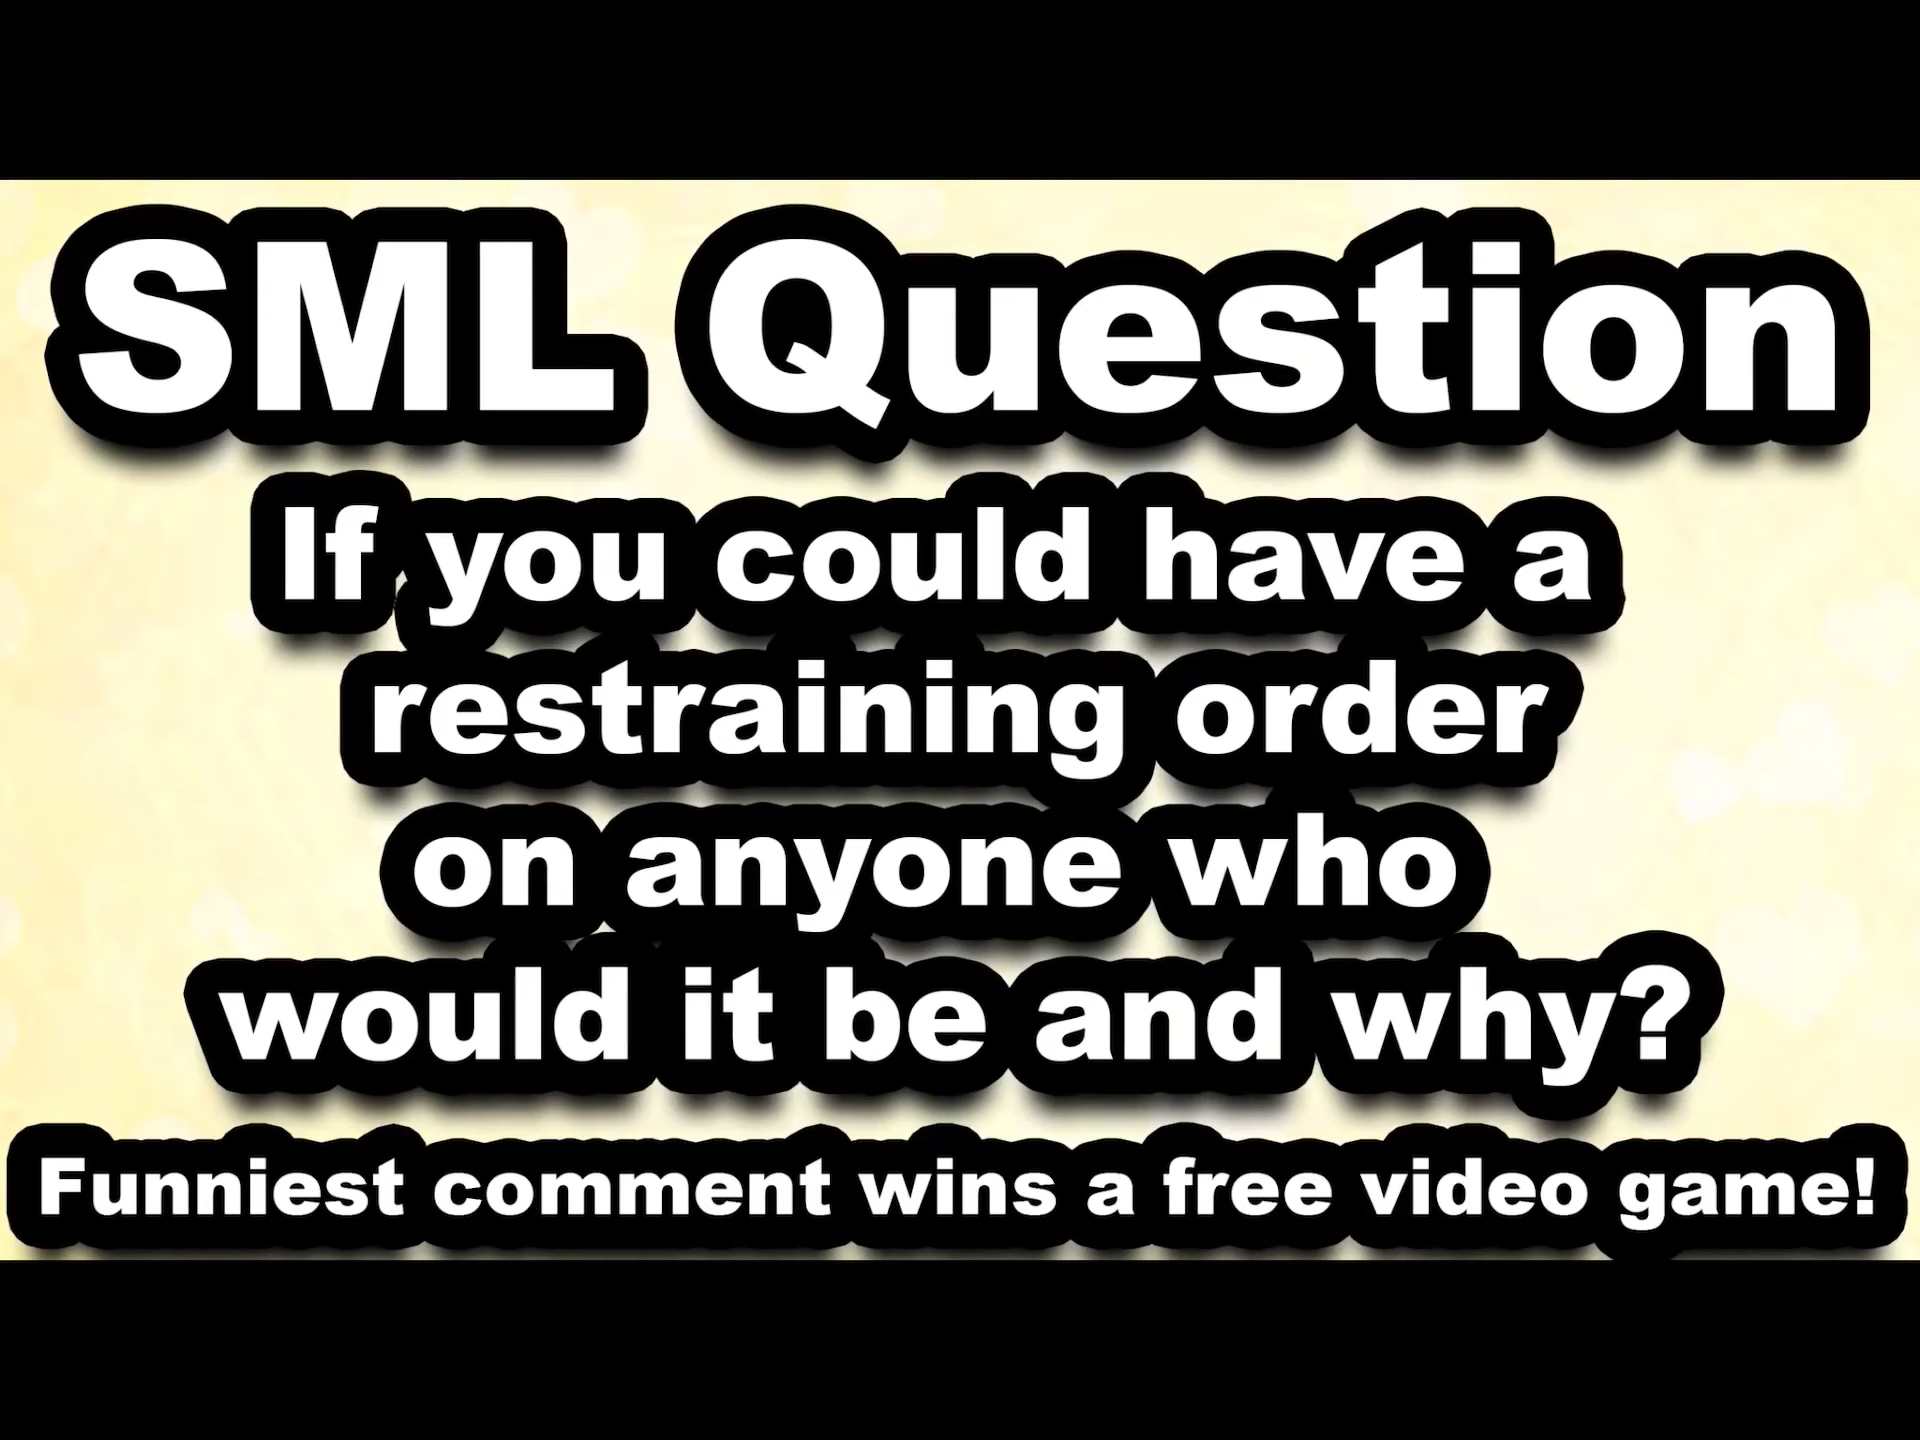 SML Question
If you could have a
restraining order
on anyone who
would it be and why?
Funniest comment wins a free video game!